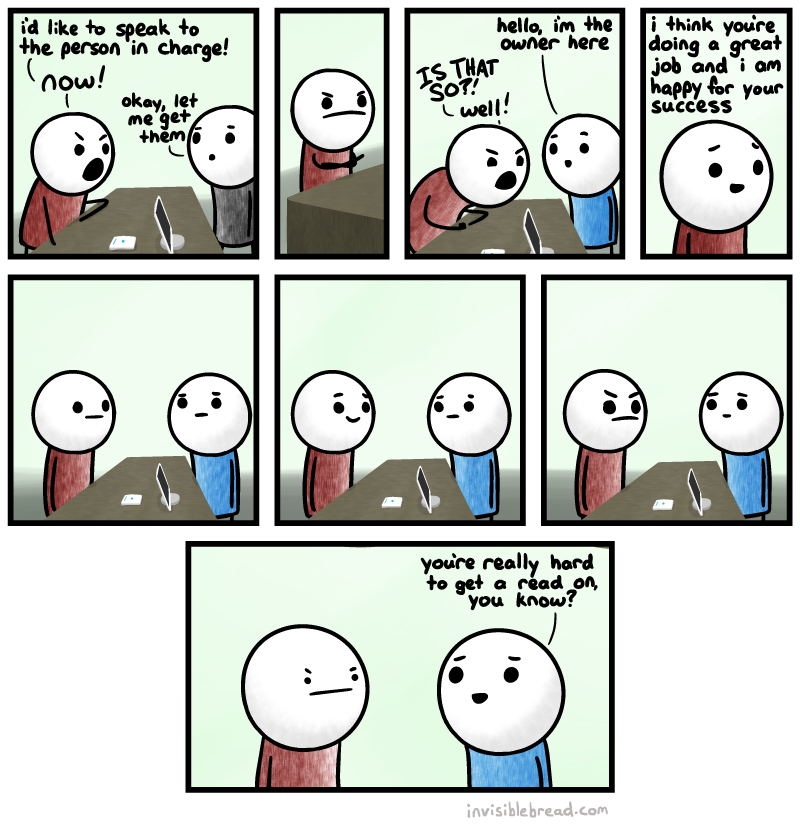 i'd like to speak to
the person in charge!
now!
okay, let
me get
them
hello, i'm the
owner here
IS THAT
SO?!
well!
i think you're
doing a great
job and i am
happy for your
success
you're really hard
to get a read on,
you know?
invisiblebread.com